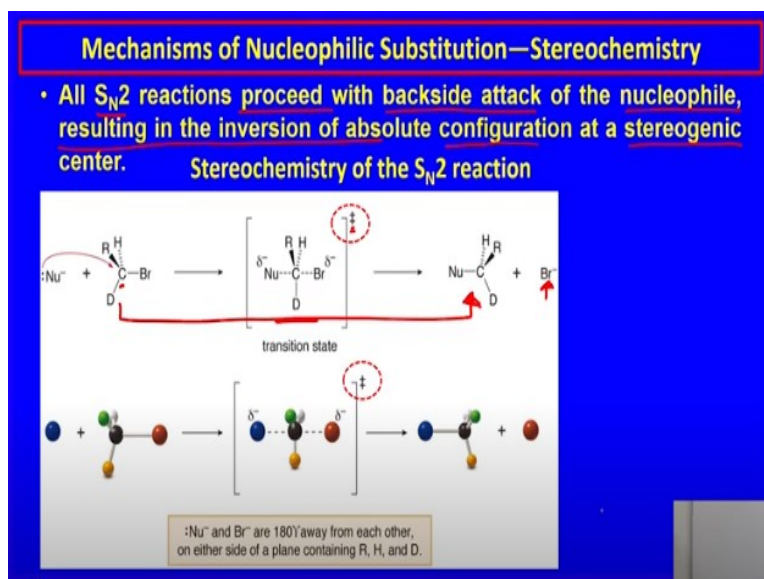 Mechanisms of Nucleophilic Substitution—Stereochemistry
• All SN2 reactions proceed with backside attack of the nucleophile,
resulting in the inversion of absolute configuration at a stereogenic
center.
Stereochemistry of the SN2 reaction
:Nu⁻ + R H C—Br D
δ⁻ δ⁻ R H Nu---C---Br D ‡
Nu—C H R D + Br⁻
transition state
+ δ⁻ δ⁻ ‡ +
:Nu⁻ and Br⁻ are 180Yaway from each other,
on either side of a plane containing R, H, and D.